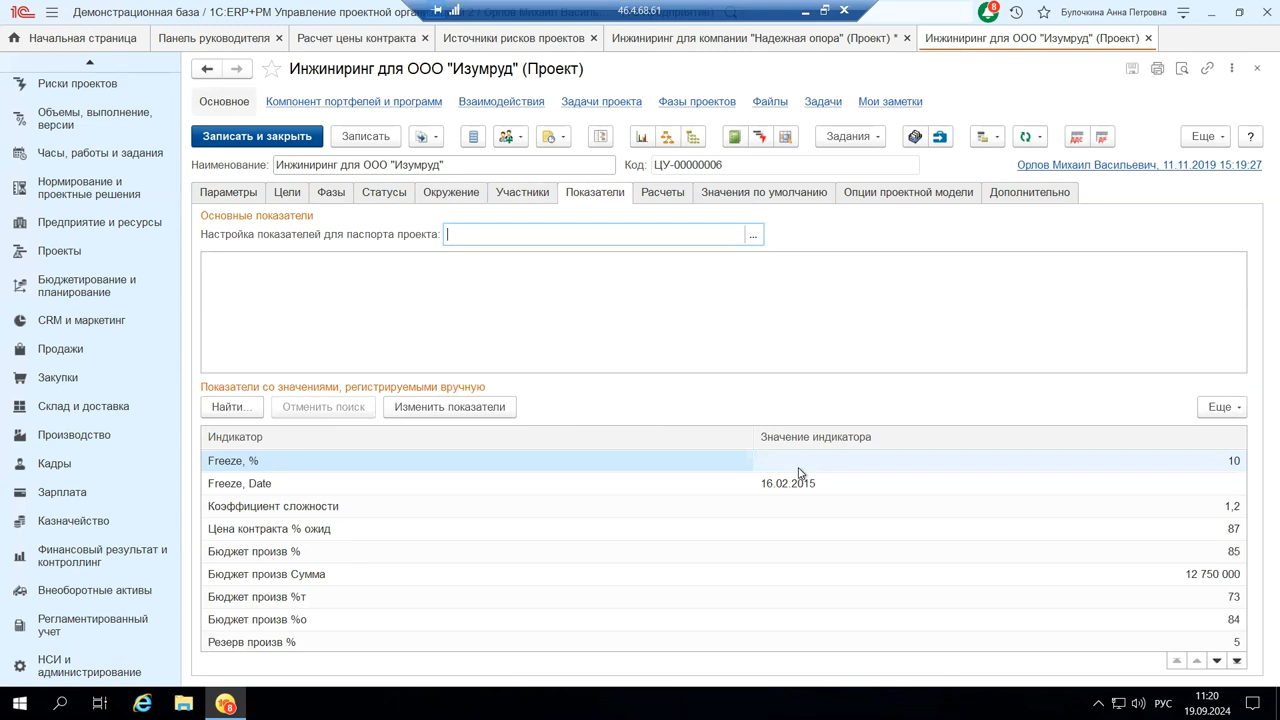 Демонстрационная база / 1С:ERP+PM Управление проектной орган
46.4.68.61
8
Булочкина Анна Петровна
Начальная страница
Панель руководителя
Расчет цены контракта
Источники рисков проектов
Инжиниринг для компании "Надежная опора" (Проект) *
Инжиниринг для ООО "Изумруд" (Проект)
Риски проектов
Объемы, выполнение,
версии
Часы, работы и задания
Нормирование и
проектные решения
Предприятие и ресурсы
Проекты
Бюджетирование и
планирование
CRM и маркетинг
Продажи
Закупки
Склад и доставка
Производство
Кадры
Зарплата
Казначейство
Финансовый результат и
контроллинг
Внеоборотные активы
Регламентированный
учет
НСИ и
администрирование
Инжиниринг для ООО "Изумруд" (Проект)
Основное
Компонент портфелей и программ
Взаимодействия
Задачи проекта
Фазы проектов
Файлы
Задачи
Мои заметки
Записать и закрыть
Записать
Задания
Еще
?
Наименование:
Инжиниринг для ООО "Изумруд"
Код:
ЦУ-00000006
Орлов Михаил Васильевич, 11.11.2019 15:19:27
Параметры
Цели
Фазы
Статусы
Окружение
Участники
Показатели
Расчеты
Значения по умолчанию
Опции проектной модели
Дополнительно
Основные показатели
Настройка показателей для паспорта проекта:
...
Показатели со значениями, регистрируемыми вручную
Найти...
Отменить поиск
Изменить показатели
Еще
Индикатор
Значение индикатора
Freeze, %
10
Freeze, Date
16.02.2015
Коэффициент сложности
1,2
Цена контракта % ожид
87
Бюджет произв %
85
Бюджет произв Сумма
12 750 000
Бюджет произв %т
73
Бюджет произв %о
84
Резерв произв %
5
8
РУС
11:20
19.09.2024